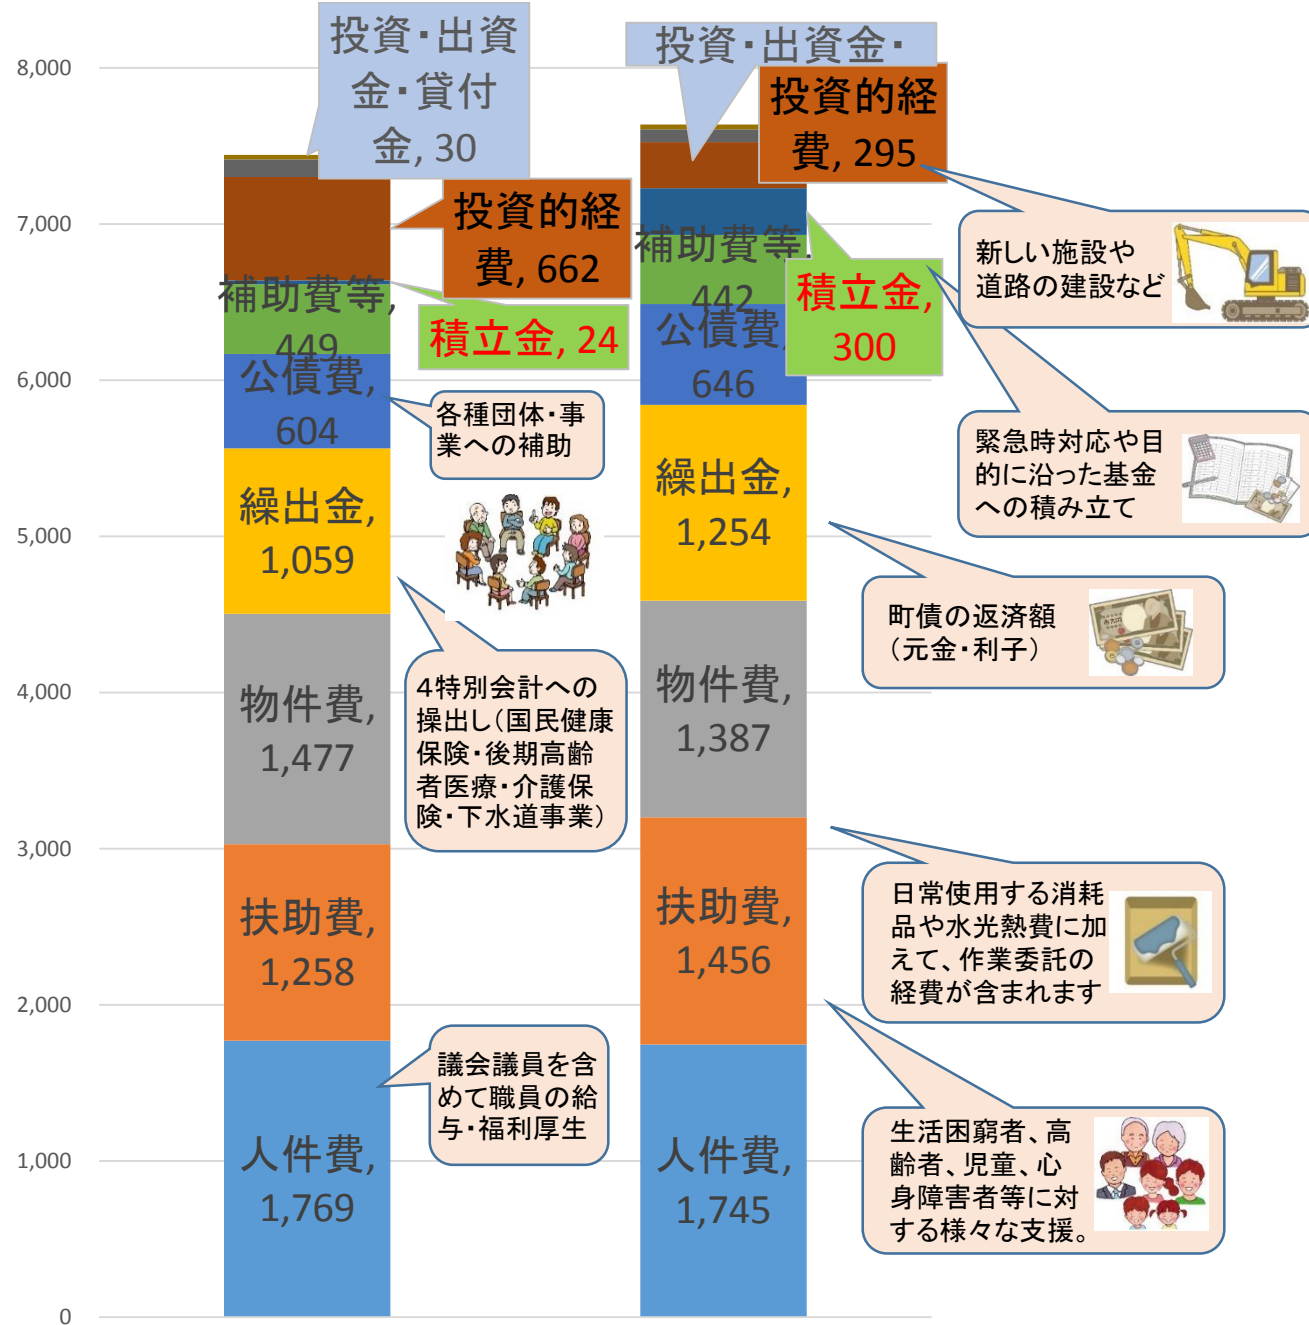 8,000
7,000
6,000
5,000
4,000
3,000
2,000
1,000
0
投資・出資
金・貸付
金, 30
投資的経
費, 662
補助費等,
449
積立金, 24
公債費,
604
繰出金,
1,059
物件費,
1,477
扶助費,
1,258
人件費,
1,769
各種団体・事
業への補助
4特別会計への
操出し(国民健康
保険・後期高齢
者医療・介護保
険・下水道事業)
議会議員を含
めて職員の給
与・福利厚生
投資・出資金・
投資的経
費, 295
補助費等,
442
積立金,
300
公債費,
646
繰出金,
1,254
物件費,
1,387
扶助費,
1,456
人件費,
1,745
新しい施設や
道路の建設など
緊急時対応や目
的に沿った基金
への積み立て
町債の返済額
(元金・利子)
日常使用する消耗
品や水光熱費に加
えて、作業委託の
経費が含まれます
生活困窮者、高
齢者、児童、心
身障害者等に対
する様々な支援。